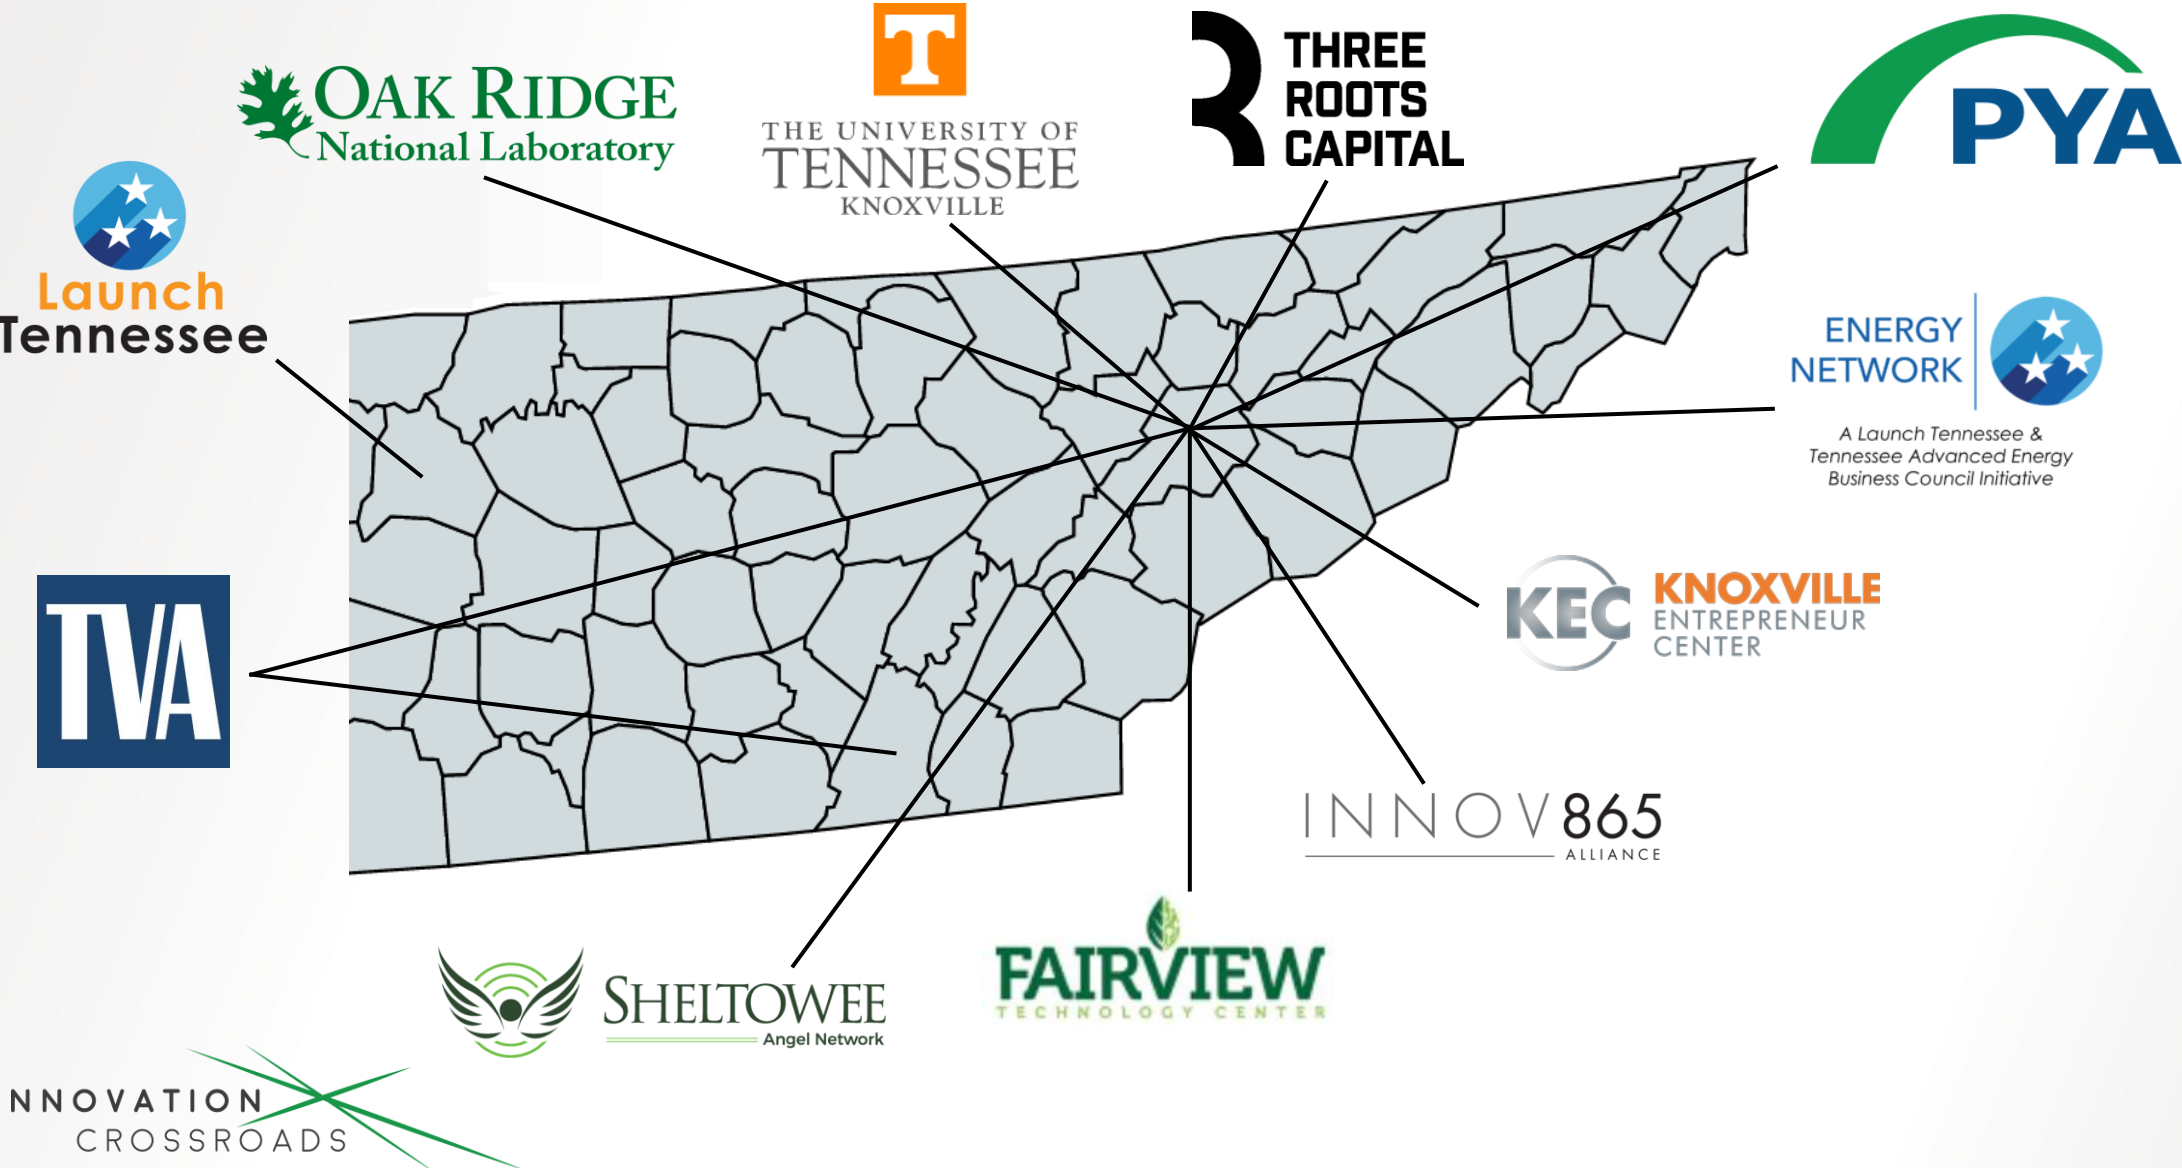 OAK RIDGE
National Laboratory
T
THE UNIVERSITY OF
TENNESSEE
KNOXVILLE
THREE
ROOTS
CAPITAL
PYA
Launch
Tennessee
ENERGY
NETWORK
A Launch Tennessee &
Tennessee Advanced Energy
Business Council Initiative
TVA
KEC
KNOXVILLE
ENTREPRENEUR
CENTER
INNOV865
ALLIANCE
SHELTOWEE
Angel Network
FAIRVIEW
TECHNOLOGY CENTER
NNOVATION
CROSSROADS